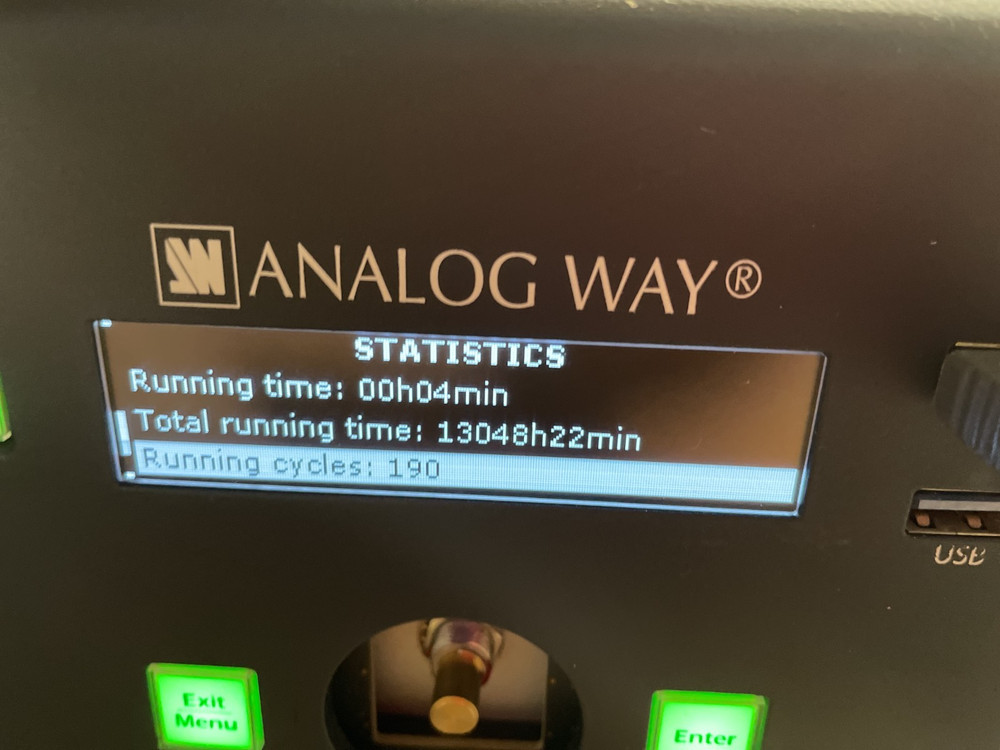 ANALOG WAY®
STATISTICS
Running time: 00h04min
Total running time: 13048h22min
Running cycles: 190
USB
Exit
Menu
Enter